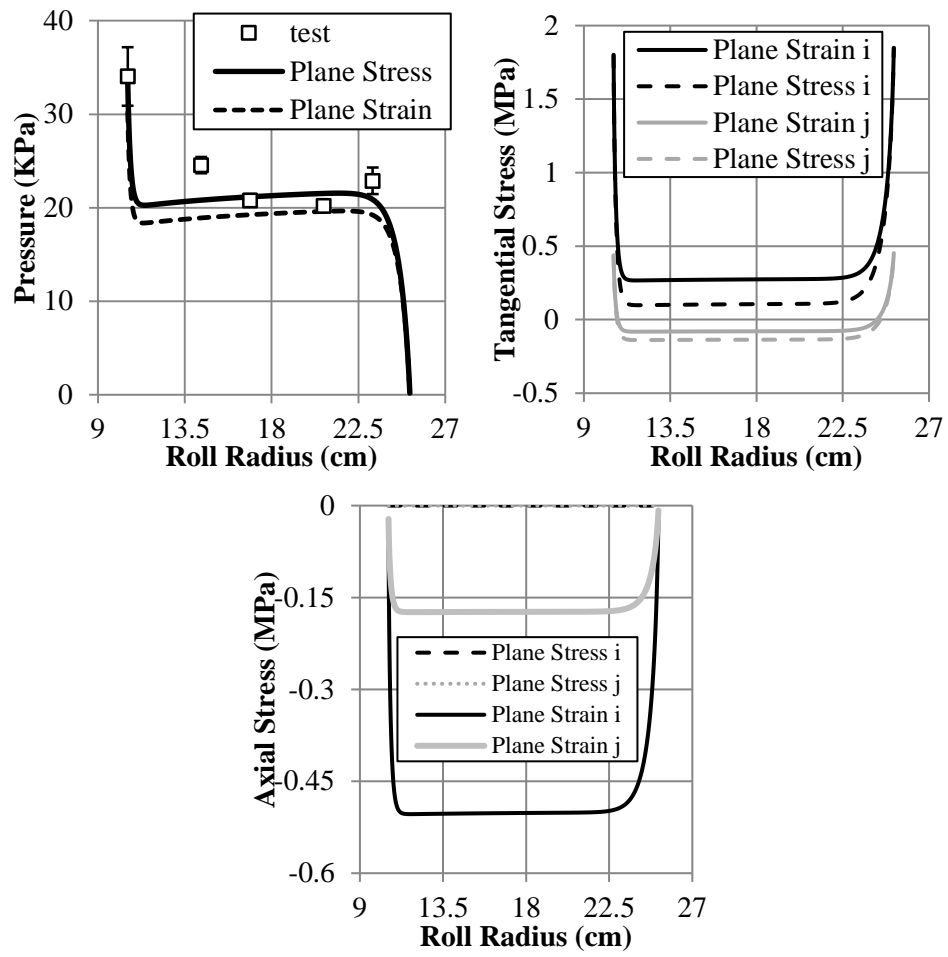 40
30
20
10
0
Pressure (KPa)
test
Plane Stress
Plane Strain
9 13.5 18 22.5 27
Roll Radius (cm)
2
1.5
1
0.5
0
-0.5
Tangential Stress (MPa)
Plane Strain i
Plane Stress i
Plane Strain j
Plane Stress j
9 13.5 18 22.5 27
Roll Radius (cm)
0
-0.15
-0.3
-0.45
-0.6
Axial Stress (MPa)
Plane Stress i
Plane Stress j
Plane Strain i
Plane Strain j
9 13.5 18 22.5 27
Roll Radius (cm)